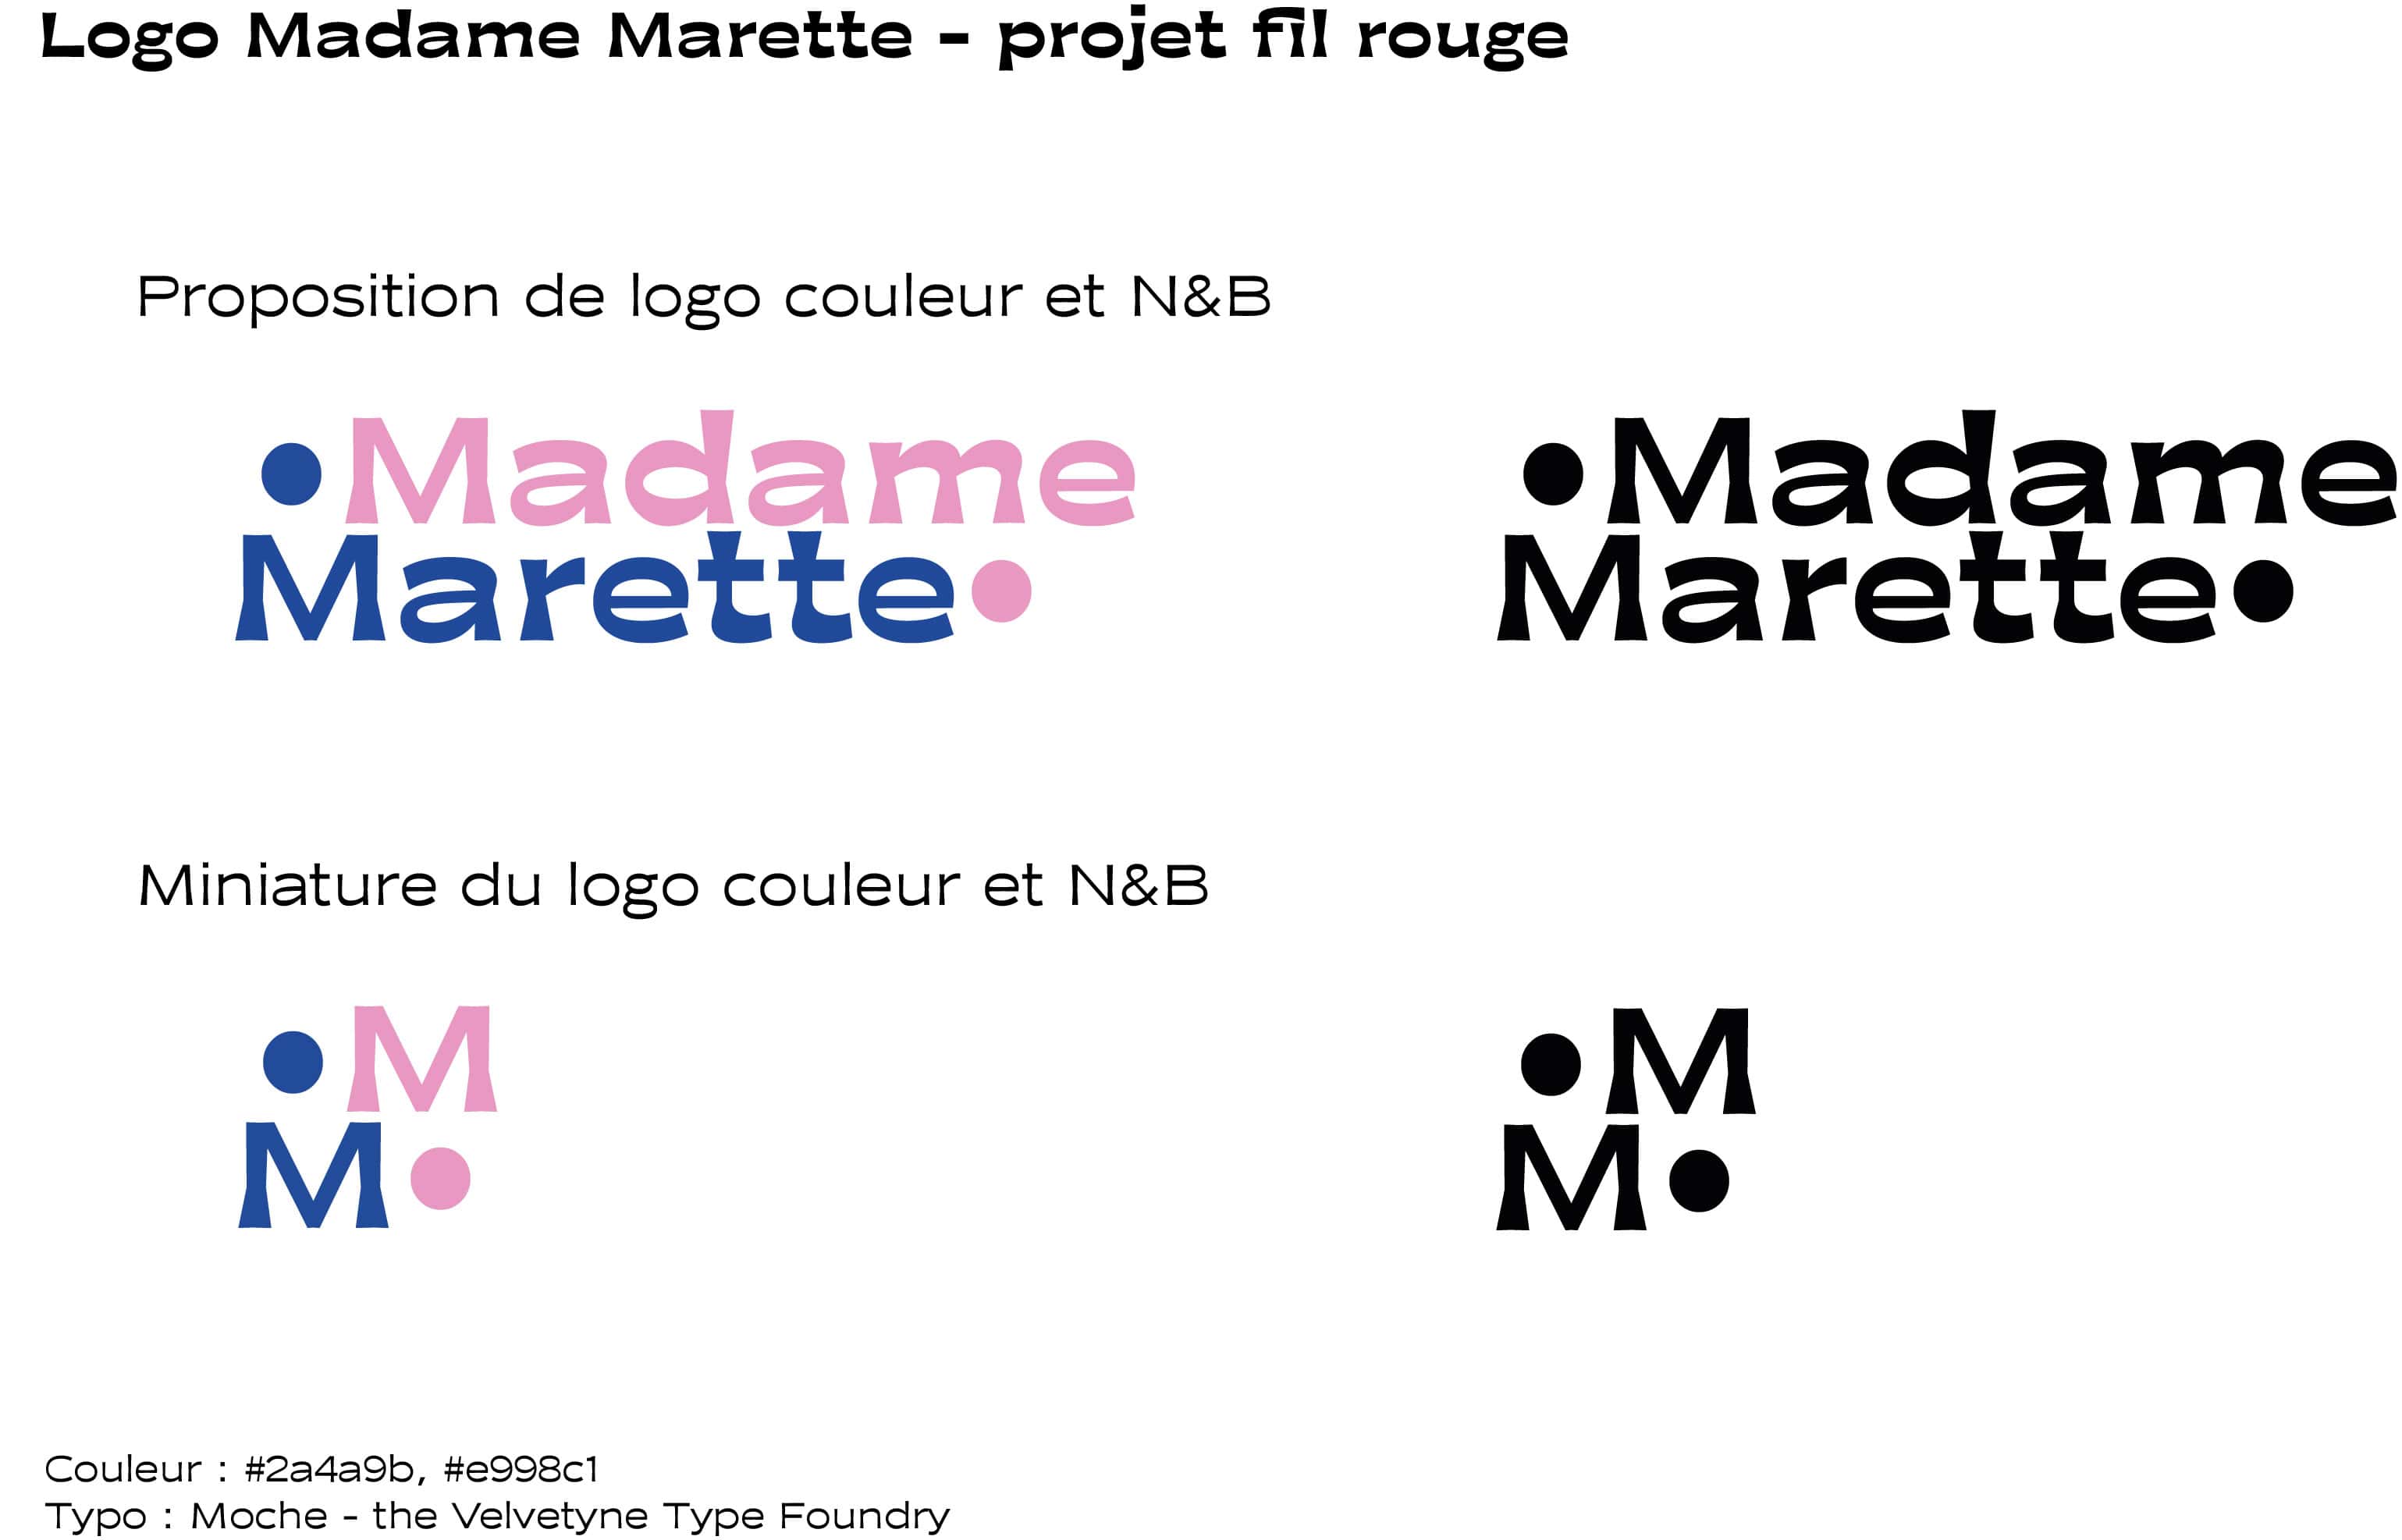 Logo Madame Marette - projet fil rouge
Proposition de logo couleur et N&B
•Madame
Marette•
•Madame
Marette•
Miniature du logo couleur et N&B
•M
M•
•M
M•
Couleur : #2a4a9b, #e998c1
Typo : Moche - the Velvetyne Type Foundry